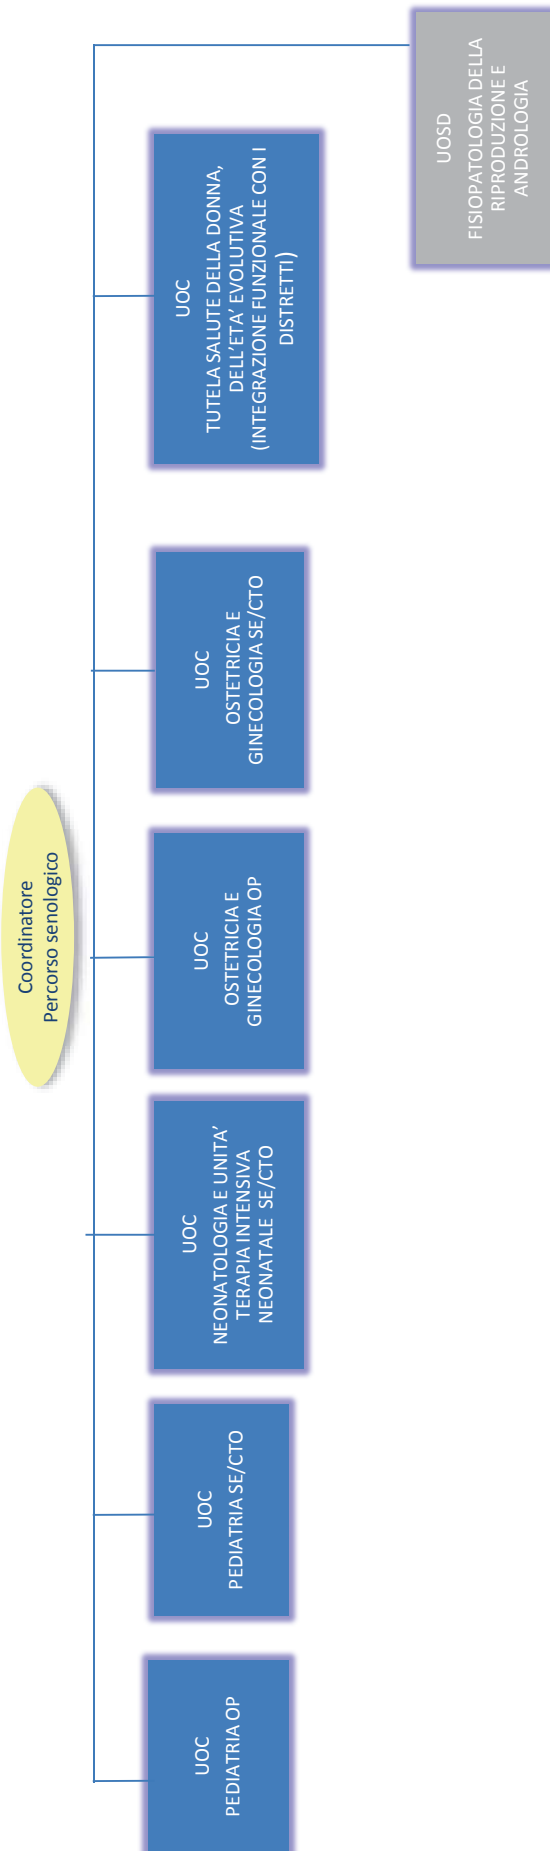 Coordinatore
Percorso senologico
UOC
PEDIATRIA OP
UOC
PEDIATRIA SE/CTO
UOC
NEONATOLOGIA E UNITA’
TERAPIA INTENSIVA
NEONATALE SE/CTO
UOC
OSTETRICIA E
GINECOLOGIA OP
UOC
OSTETRICIA E
GINECOLOGIA SE/CTO
UOC
TUTELA SALUTE DELLA DONNA,
DELL’ETA’ EVOLUTIVA
(INTEGRAZIONE FUNZIONALE CON I
DISTRETTI)
UOSD
FISIOPATOLOGIA DELLA
RIPRODUZIONE E
ANDROLOGIA